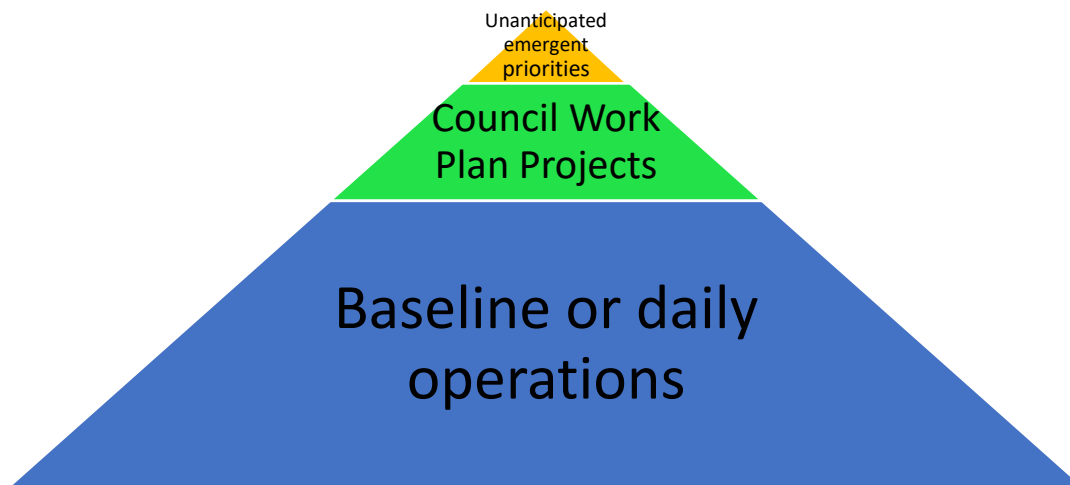 Unanticipated
emergent
priorities
Council Work
Plan Projects
Baseline or daily
operations